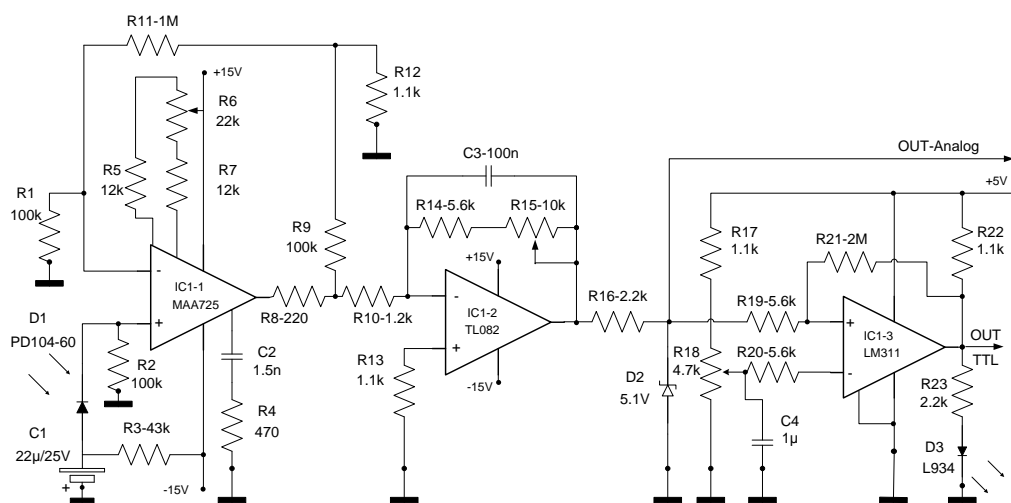 R11-1M
+15V
R12
1.1k
R6
22k
C3-100n
OUT-Analog
R5
12k
R7
12k
+5V
R1
100k
R14-5.6k
R15-10k
R9
100k
R17
1.1k
R22
1.1k
R21-2M
-
IC1-1
MAA725
+
+15V
-
IC1-2
TL082
+
-15V
R8-220
R10-1.2k
R16-2.2k
R19-5.6k
+
IC1-3
LM311
-
OUT
TTL
D1
PD104-60
R2
100k
C2
1.5n
R13
1.1k
R18
4.7k
R20-5.6k
D2
5.1V
R23
2.2k
C1
22µ/25V
R3-43k
R4
470
C4
1µ
D3
L934
+
-15V